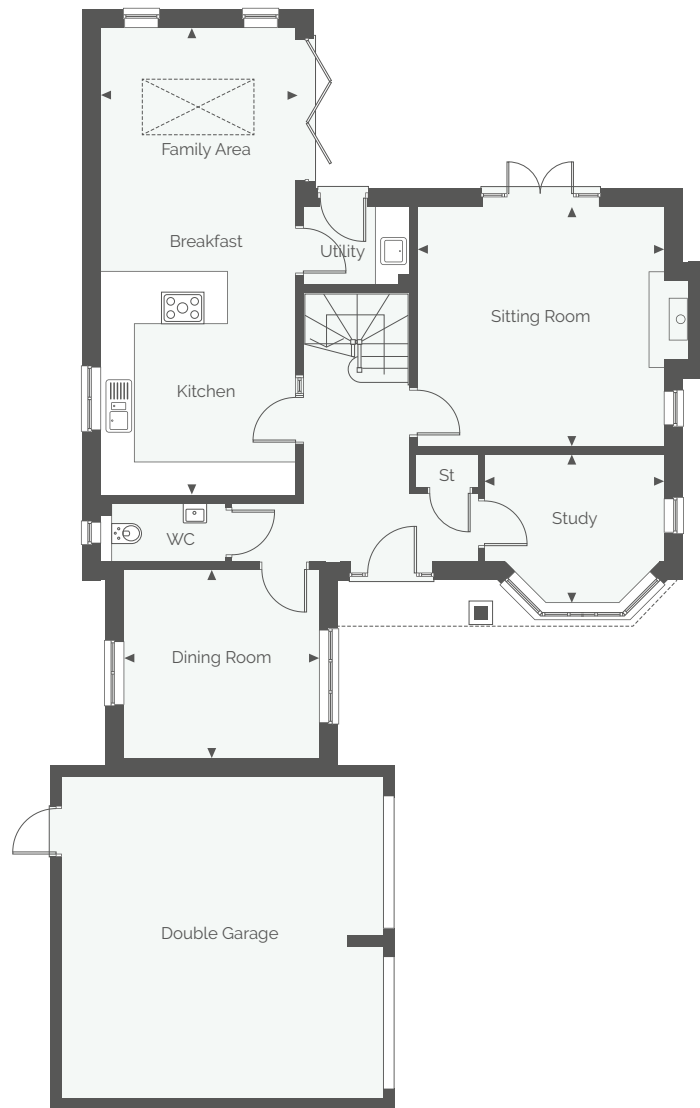 Family Area
Breakfast
Utility
Sitting Room
Kitchen
St
Study
WC
Dining Room
Double Garage